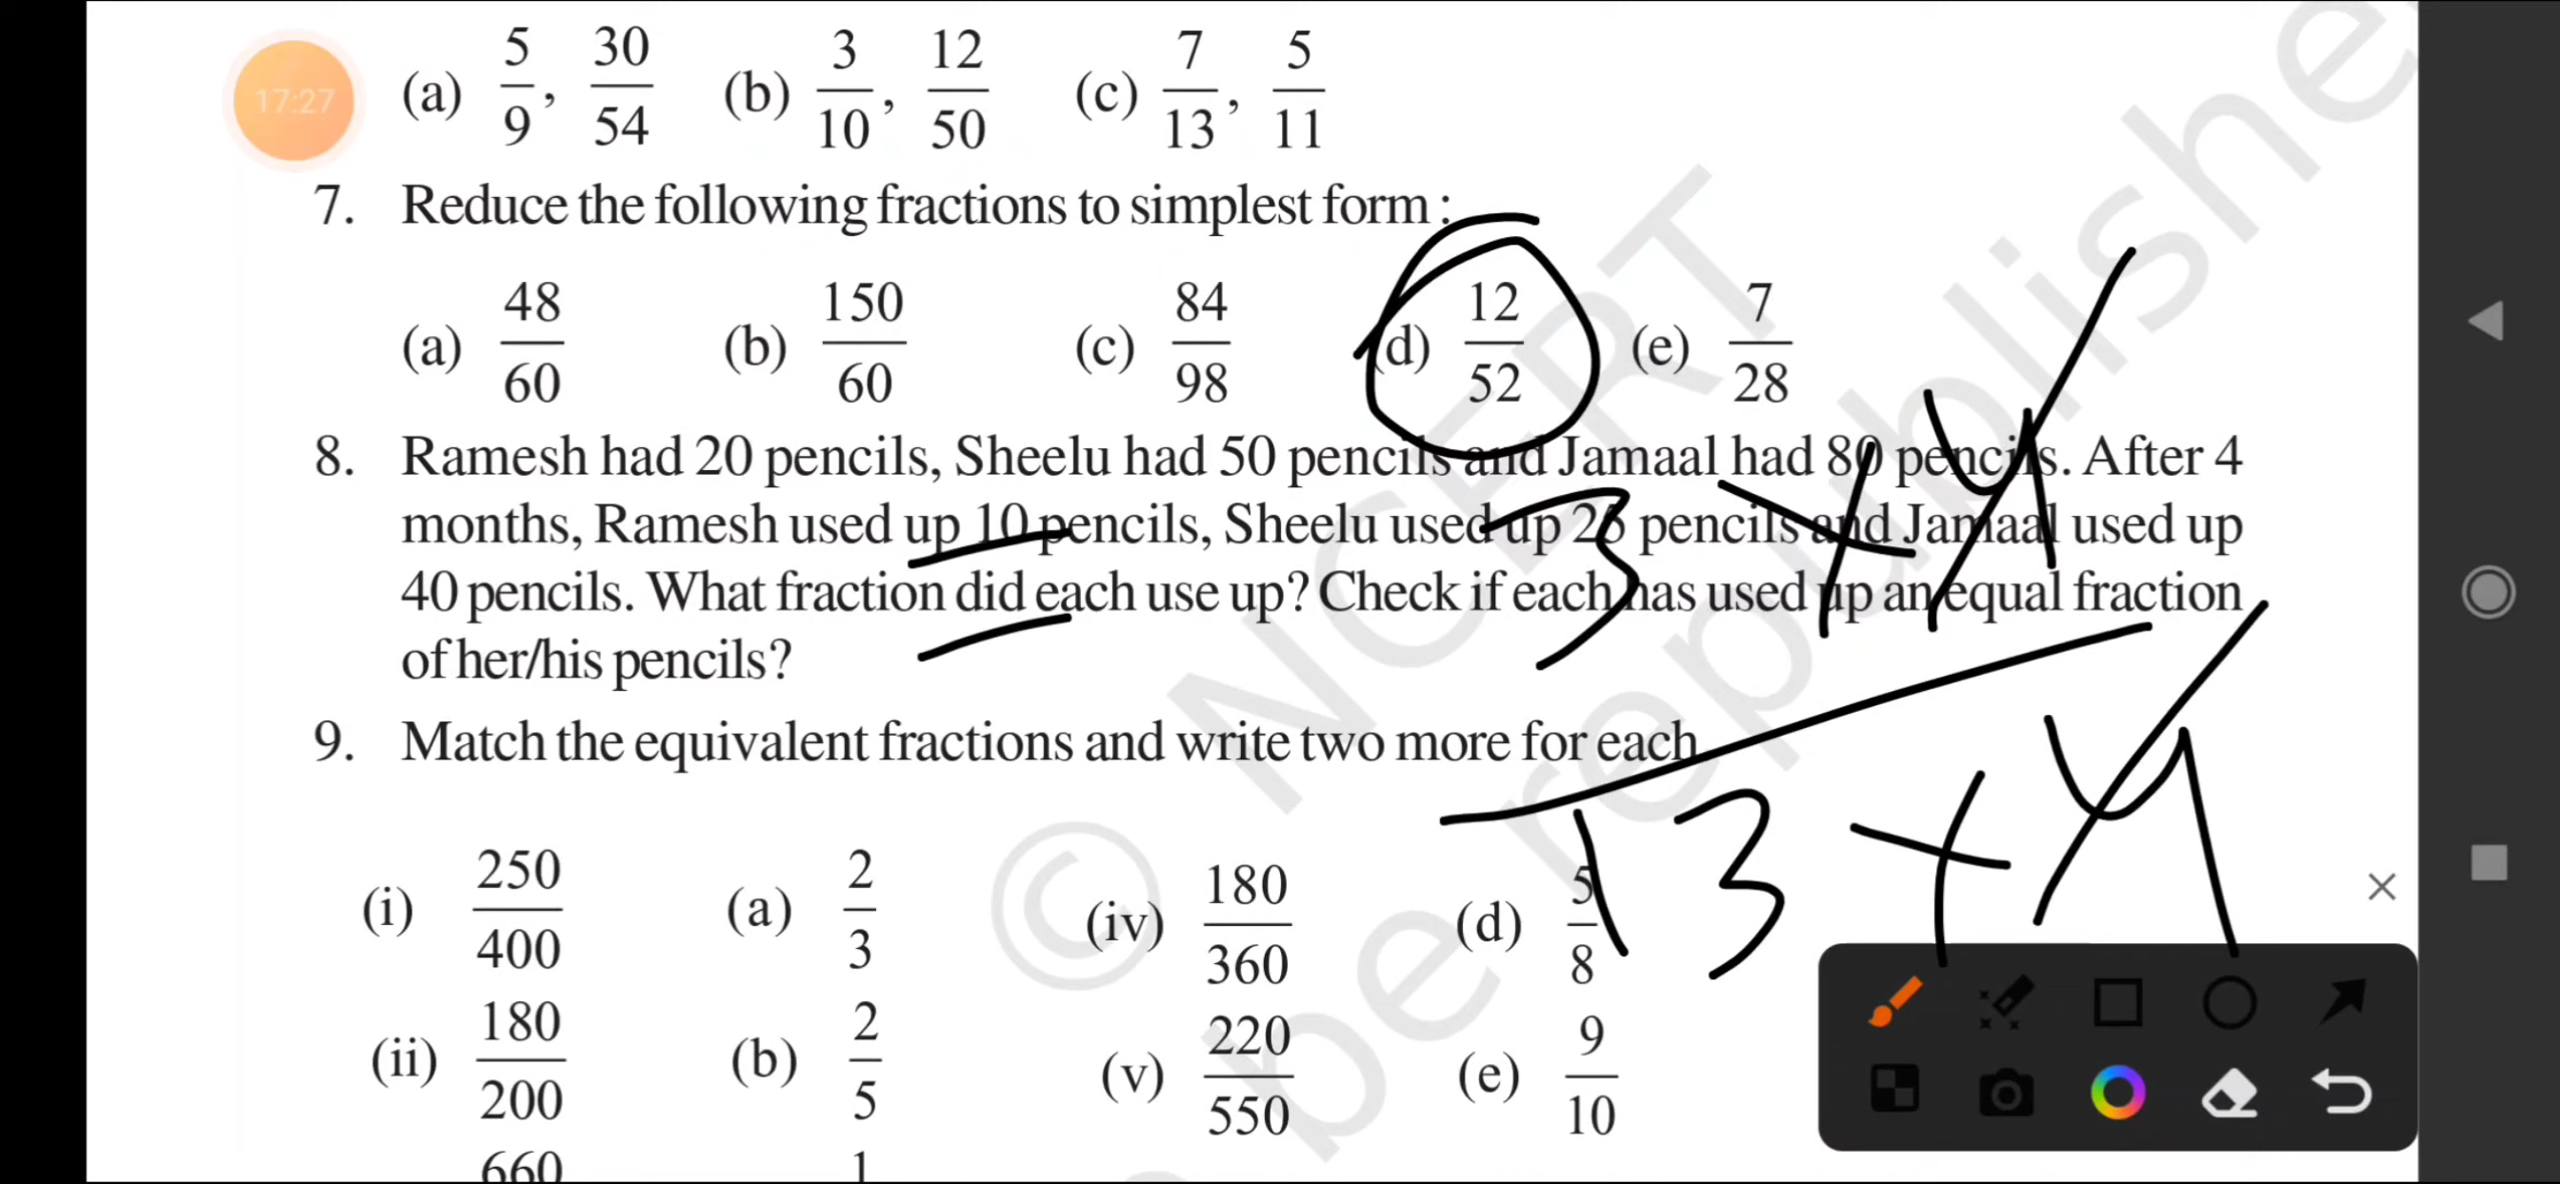 17:27
(a) 5/9, 30/54 (b) 3/10, 12/50 (c) 7/13, 5/11
7. Reduce the following fractions to simplest form :
(a) 48/60 (b) 150/60 (c) 84/98 (d) 12/52 (e) 7/28
8. Ramesh had 20 pencils, Sheelu had 50 pencils and Jamaal had 80 pencils. After 4
months, Ramesh used up 10 pencils, Sheelu used up 25 pencils and Jamaal used up
40 pencils. What fraction did each use up? Check if each has used up an equal fraction
of her/his pencils?
3 × 4
13 × 4
9. Match the equivalent fractions and write two more for each
(i) 250/400 (a) 2/3 (iv) 180/360 (d) 5/8
(ii) 180/200 (b) 2/5 (v) 220/550 (e) 9/10
660 1
© NCERT
be republishe